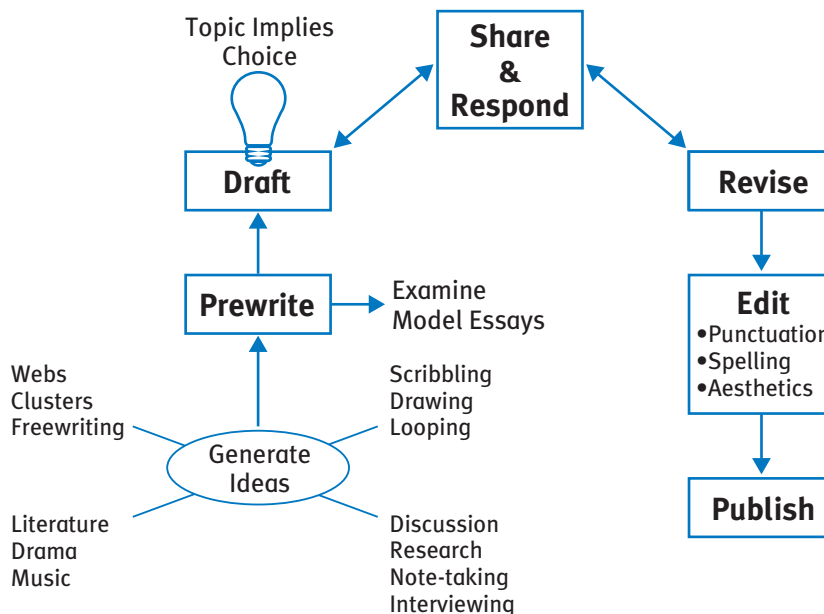 Topic Implies
Choice
Share
&
Respond
Draft
Revise
Prewrite
Examine
Model Essays
Edit
•Punctuation
•Spelling
•Aesthetics
Webs
Clusters
Freewriting
Scribbling
Drawing
Looping
Generate
Ideas
Literature
Drama
Music
Discussion
Research
Note-taking
Interviewing
Publish